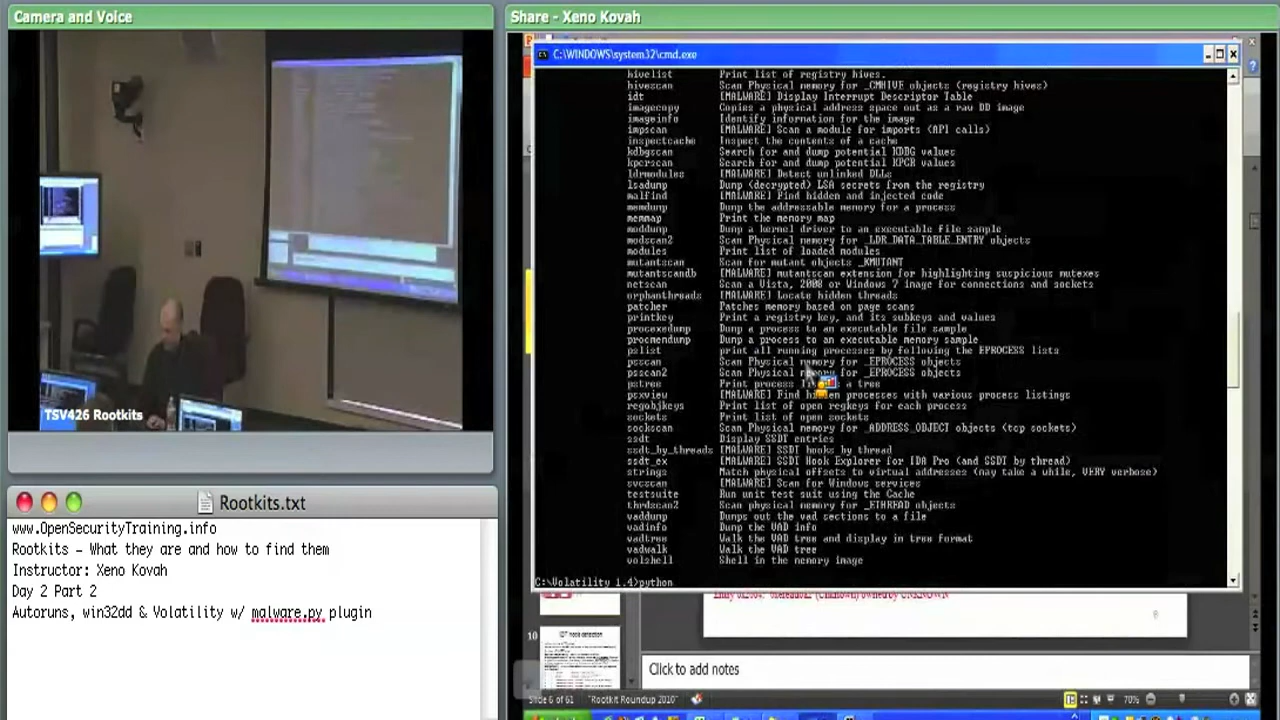 Camera and Voice
TSV426 Rootkits
Rootkits.txt
www.OpenSecurityTraining.info
Rootkits – What they are and how to find them
Instructor: Xeno Kovah
Day 2 Part 2
Autoruns, win32dd & Volatility w/ malware.py plugin
Share - Xeno Kovah
C:\WINDOWS\system32\cmd.exe
hivelist Print list of registry hives.
hivescan Scan Physical memory for _CMHIVE objects (registry hives)
idt [MALWARE] Display Interrupt Descriptor Table
imagecopy Copies a physical address space out as a raw DD image
imageinfo Identify information for the image
impscan [MALWARE] Scan a module for imports (API calls)
inspectcache Inspect the contents of a cache
kdbgscan Search for and dump potential KDBG values
kpcrscan Search for and dump potential KPCR values
ldrmodules [MALWARE] Detect unlinked DLLs
lsadump Dump (decrypted) LSA secrets from the registry
malfind [MALWARE] Find hidden and injected code
memdump Dump the addressable memory for a process
memmap Print the memory map
moddump Dump a kernel driver to an executable file sample
modscan2 Scan Physical memory for _LDR_DATA_TABLE_ENTRY objects
modules Print list of loaded modules
mutantscan Scan for mutant objects _KMUTANT
mutantscandb [MALWARE] mutantscan extension for highlighting suspicious mutexes
netscan Scan a Vista, 2008 or Windows 7 image for connections and sockets
orphanthreads [MALWARE] Locate hidden threads
patcher Patches memory based on page scans
printkey Print a registry key, and its subkeys and values
procexedump Dump a process to an executable file sample
procmemdump Dump a process to an executable memory sample
pslist print all running processes by following the EPROCESS lists
psscan Scan Physical memory for _EPROCESS objects
psscan2 Scan Physical memory for _EPROCESS objects
pstree Print process a tree
psxview [MALWARE] Find hidden processes with various process listings
regobjkeys Print list of open regkeys for each process
sockets Print list of open sockets
sockscan Scan Physical memory for _ADDRESS_OBJECT objects (tcp sockets)
ssdt Display SSDT entries
ssdt_by_threads [MALWARE] SSDT hooks by thread
ssdt_ex [MALWARE] SSDT Hook Explorer for IDA Pro (and SSDT by thread)
strings Match physical offsets to virtual addresses (may take a while, VERY verbose)
svcscan [MALWARE] Scan for Windows services
testsuite Run unit test suit using the Cache
thrdscan2 Scan physical memory for _ETHREAD objects
vaddump Dumps out the vad sections to a file
vadinfo Dump the VAD info
vadtree Walk the VAD tree and display in tree format
vadwalk Walk the VAD tree
volshell Shell in the memory image
C:\Volatility 1.4>python
10
IDT hook detection
Click to add notes
Slide 6 of 61
"Rootkit Roundup 2010"
70%